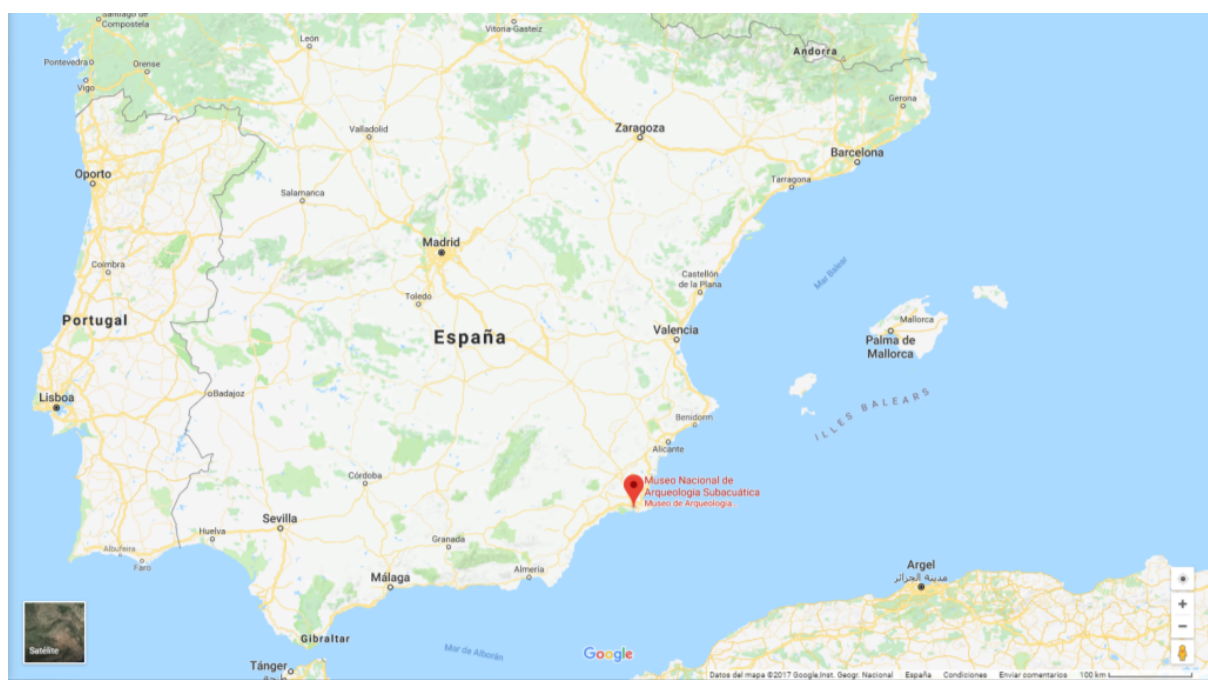 Santiago de
Compostela
Vitoria-Gasteiz
León
Andorra
Pontevedra
Orense
Vigo
Gerona
Valladolid
Zaragoza
Barcelona
Oporto
Tarragona
Salamanca
Madrid
Coimbra
Mar Balear
Castellón
de la Plana
Toledo
Portugal
Mallorca
España
Valencia
Palma de
Mallorca
Badajoz
Lisboa
ILLES BALEARS
Benidorm
Alicante
Córdoba
Museo Nacional de
Arqueología Subacuática
Museo de Arqueología
Sevilla
Huelva
Granada
Albufeira
Faro
Almería
Argel
مدينة الجزائر
Málaga
Gibraltar
Satélite
Mar de Alborán
Google
Tánger
Datos del mapa ©2017 Google,Inst. Geogr. Nacional España Condiciones Enviar comentarios 100 km